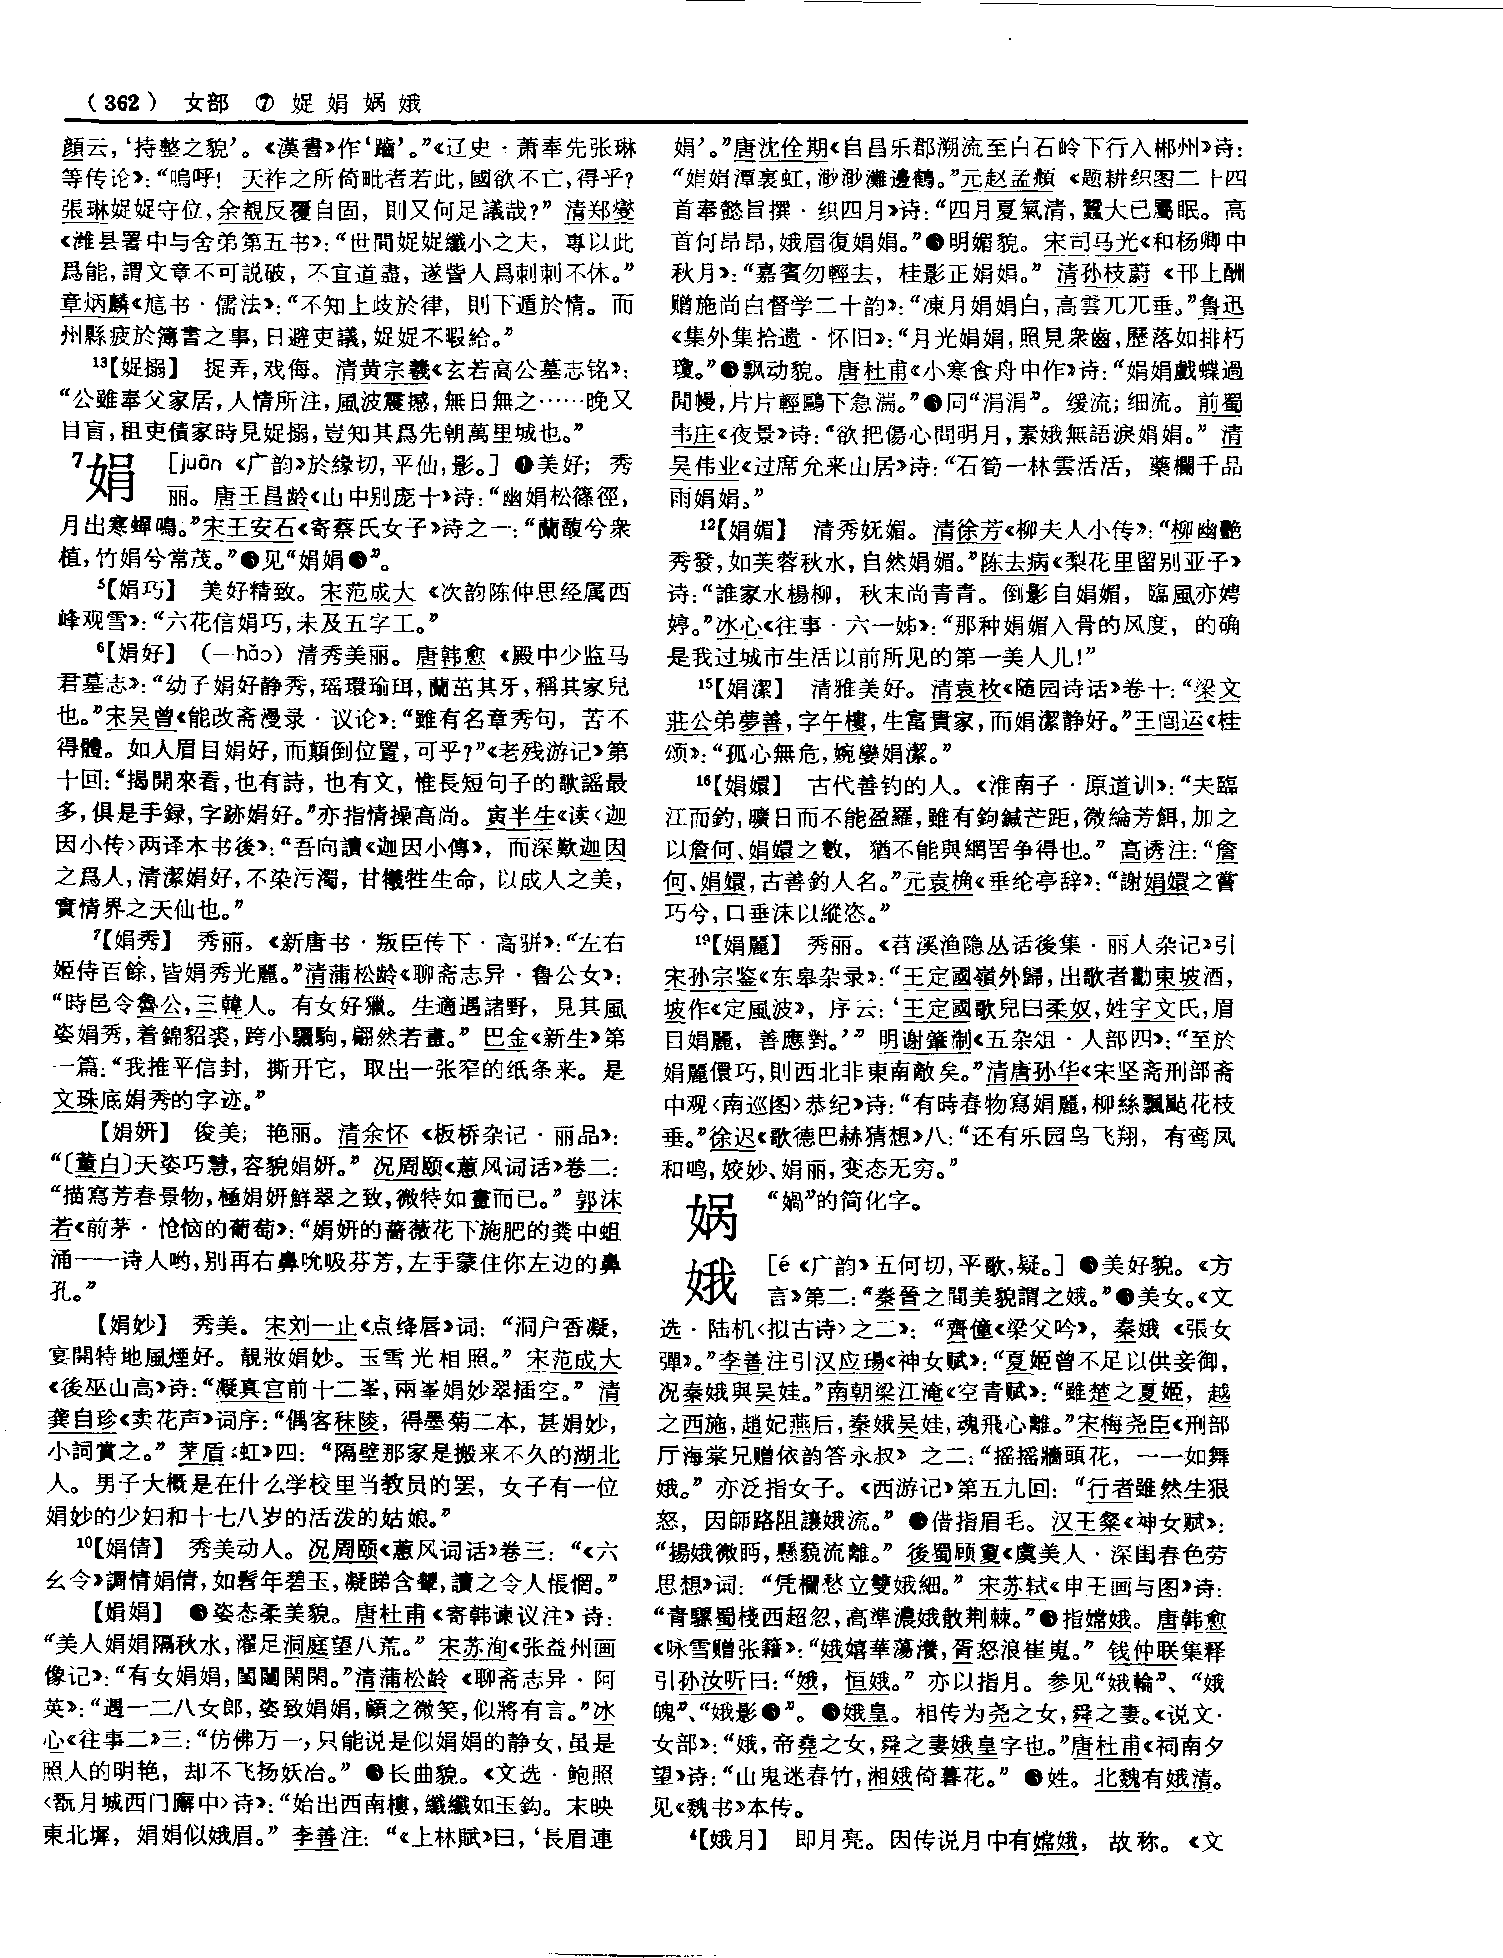 （362） 女部 ⑦ 娖娟娲娥
顔云，‘持整之貌’。《漢書》作‘躪’。”《辽史·萧奉先张琳
等传论》：“嗚呼！ 天祚之所倚毗者若此，國欲不亡，得乎？
張琳娖娖守位，余覩反覆自固， 則又何足議哉？” 清郑燮
《潍县署中与舍弟第五书》：“世間娖娖纖小之夫， 專以此
爲能，謂文章不可説破， 不宜道盡， 遂訾人爲刺刺不休。”
章炳麟《訄书·儒法》：“不知上歧於律， 則下遁於情。 而
州縣疲於簿書之事，日避吏議，娖娖不暇給。”
13【娖搦】 捉弄，戏侮。清黄宗羲《玄若高公墓志铭》：
“公雖奉父家居，人情所注，風波震撼，無日無之……晚又
目盲，租吏債家時見娖搦，豈知其爲先朝萬里城也。”
7娟 ［juān 《广韵》於緣切，平仙，影。］ ❶美好； 秀
丽。唐王昌龄《山中别庞十》诗：“幽娟松篠徑，
月出寒蟬鳴。”宋王安石《寄蔡氏女子》诗之一：“蘭馥兮衆
植，竹娟兮常茂。”❷见“娟娟❷”。
5【娟巧】 美好精致。宋范成大《次韵陈仲思经属西
峰观雪》：“六花信娟巧，未及五字工。”
6【娟好】（—hǎo）清秀美丽。唐韩愈《殿中少监马
君墓志》：“幼子娟好静秀，瑶環瑜珥，蘭茁其牙，稱其家兒
也。”宋吴曾《能改斋漫录·议论》：“雖有名章秀句， 苦不
得體。如人眉目娟好，而顛倒位置，可乎？”《老残游记》第
十回：“揭開來看，也有詩，也有文， 惟長短句子的歌謡最
多，俱是手録，字跡娟好。”亦指情操高尚。寅半生《读〈迦
因小传〉两译本书後》：“吾向讀《迦因小傳》， 而深歎迦因
之爲人，清潔娟好，不染污濁，甘犧牲生命， 以成人之美，
實情界之天仙也。”
7【娟秀】 秀丽。《新唐书·叛臣传下·高骈》：“左右
姬侍百餘，皆娟秀光麗。”清蒲松龄《聊斋志异·鲁公女》：
“時邑令魯公，三韓人。有女好獵。生適遇諸野， 見其風
姿娟秀，着錦貂裘，跨小驪駒，翩然若畫。” 巴金《新生》第
一篇：“我推平信封， 撕开它， 取出一张窄的纸条来。是
文珠底娟秀的字迹。”
【娟妍】 俊美；艳丽。清余怀《板桥杂记·丽品》：
“〔董白〕天姿巧慧，容貌娟妍。” 况周颐《蕙风词话》卷二：
“描寫芳春景物，極娟妍鮮翠之致，微特如畫而已。” 郭沫
若《前茅·怆恼的葡萄》：“娟妍的蔷薇花下施肥的粪中蛆
涌——诗人哟，别再右鼻吮吸芬芳，左手蒙住你左边的鼻
孔。”
【娟妙】 秀美。宋刘一止《点绛唇》词：“洞户香凝，
宴開特地風煙好。靚妝娟妙。玉雪光相照。” 宋范成大
《後巫山高》诗：“凝真宫前十二峯，兩峯娟妙翠插空。” 清
龚自珍《卖花声》词序：“偶客秣陵， 得墨菊二本， 甚娟妙，
小詞賞之。” 茅盾《虹》四：“隔壁那家是搬来不久的湖北
人。男子大概是在什么学校里当教员的罢， 女子有一位
娟妙的少妇和十七八岁的活泼的姑娘。”
10【娟倩】 秀美动人。况周颐《蕙风词话》卷三：“《六
幺令》調情娟倩，如髫年碧玉，凝睇含顰，讀之令人悵惘。”
【娟娟】 ❶姿态柔美貌。唐杜甫《寄韩谏议注》诗：
“美人娟娟隔秋水，濯足洞庭望八荒。” 宋苏洵《张益州画
像记》：“有女娟娟，閨闥閑閑。”清蒲松龄《聊斋志异·阿
英》：“遇一二八女郎，姿致娟娟，顧之微笑，似將有言。”冰
心《往事二》三：“仿佛万一，只能说是似娟娟的静女，虽是
照人的明艳， 却不飞扬妖冶。” ❷长曲貌。《文选·鲍照
〈翫月城西门廨中〉诗》：“始出西南樓，纖纖如玉鈎。末映
東北墀， 娟娟似娥眉。” 李善注：“《上林賦》曰，‘長眉連
娟’。”唐沈佺期《自昌乐郡溯流至白石岭下行入郴州》诗：
“娟娟潭裏虹，渺渺灘邊鶴。”元赵孟頫《题耕织图二十四
首奉懿旨撰·织四月》诗：“四月夏氣清，蠶大已屬眠。高
首何昂昂，娥眉復娟娟。”❸明媚貌。宋司马光《和杨卿中
秋月》：“嘉賓勿輕去， 桂影正娟娟。” 清孙枝蔚《邗上酬
赠施尚白督学二十韵》：“凍月娟娟白，高雲兀兀垂。”鲁迅
《集外集拾遗·怀旧》：“月光娟娟，照見衆齒，歷落如排朽
瓊。”❹飘动貌。唐杜甫《小寒食舟中作》诗：“娟娟戲蝶過
閒幔，片片輕鷗下急湍。”❺同“涓涓”。缓流；细流。前蜀
韦庄《夜景》诗：“欲把傷心問明月，素娥無語淚娟娟。” 清
吴伟业《过席允来山居》诗：“石筍一林雲活活， 藥欄千品
雨娟娟。”
12【娟媚】 清秀妩媚。清徐芳《柳夫人小传》：“柳幽艷
秀發，如芙蓉秋水，自然娟媚。”陈去病《梨花里留别亚子》
诗：“誰家水楊柳， 秋末尚青青。倒影自娟媚， 臨風亦娉
婷。”冰心《往事·六一姊》：“那种娟媚入骨的风度， 的确
是我过城市生活以前所见的第一美人儿！”
15【娟潔】 清雅美好。清袁枚《随园诗话》卷十：“梁文
莊公弟夢善，字午樓，生富貴家，而娟潔静好。”王闿运《桂
颂》：“孤心無危，婉孌娟潔。”
16【娟嬛】 古代善钓的人。《淮南子·原道训》：“夫臨
江而釣，曠日而不能盈羅，雖有鉤鍼芒距，微綸芳餌，加之
以詹何、娟嬛之數， 猶不能與網罟争得也。” 高诱注：“詹
何、娟嬛，古善釣人名。”元袁桷《垂纶亭辞》：“謝娟嬛之嘗
巧兮，口垂沫以縱恣。”
19【娟麗】 秀丽。《苕溪渔隐丛话後集·丽人杂记》引
宋孙宗鉴《东皋杂录》：“王定國嶺外歸，出歌者勸東坡酒，
坡作《定風波》， 序云：‘王定國歌兒曰柔奴，姓宇文氏，眉
目娟麗， 善應對。’” 明谢肇淛《五杂俎·人部四》：“至於
娟麗儇巧，則西北非東南敵矣。”清唐孙华《宋坚斋刑部斋
中观〈南巡图〉恭纪》诗：“有時春物寫娟麗，柳絲飄颭花枝
垂。”徐迟《歌德巴赫猜想》八：“还有乐园鸟飞翔， 有鸾凤
和鸣，姣妙、娟丽，变态无穷。”
娲 “媧”的简化字。
娥 ［é《广韵》五何切，平歌，疑。］❶美好貌。《方
言》第二：“秦晉之間美貌謂之娥。”❷美女。《文
选·陆机〈拟古诗〉之二》：“齊僮《梁父吟》， 秦娥《張女
彈》。”李善注引汉应瑒《神女赋》：“夏姬曾不足以供妾御，
况秦娥與吴娃。”南朝梁江淹《空青赋》：“雖楚之夏姬， 越
之西施，趙妃燕后，秦娥吴娃，魂飛心離。”宋梅尧臣《刑部
厅海棠见赠依韵答永叔》之二：“摇摇牆頭花， 一一如舞
娥。” 亦泛指女子。《西游记》第五九回：“行者雖然生狠
怒， 因師路阻讓娥流。” ❸借指眉毛。汉王粲《神女赋》：
“揚娥微眄，懸藐流離。” 後蜀顾敻《虞美人·深闺春色劳
思想》词：“凭欄愁立雙娥細。” 宋苏轼《申王画马图》诗：
“青騾蜀棧西超忽，高準濃娥散荆棘。”❹指嫦娥。唐韩愈
《咏雪赠张籍》：“娥嬉華蕩瀁，胥怒浪崔嵬。” 钱仲联集释
引孙汝听曰：“娥， 恒娥。” 亦以指月。参见“娥輪”、“娥
魄”、“娥影❷”。❺娥皇。相传为尧之女，舜之妻。《说文·
女部》：“娥，帝堯之女，舜之妻娥皇字也。”唐杜甫《祠南夕
望》诗：“山鬼迷春竹，湘娥倚暮花。” ❻姓。北魏有娥清。
见《魏书》本传。
4【娥月】 即月亮。因传说月中有嫦娥， 故称。《文